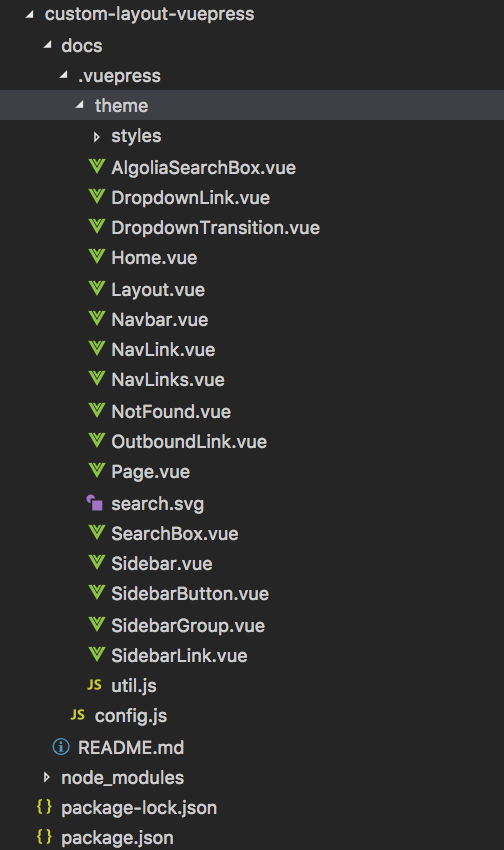 custom-layout-vuepress
docs
.vuepress
theme
styles
AlgoliaSearchBox.vue
DropdownLink.vue
DropdownTransition.vue
Home.vue
Layout.vue
Navbar.vue
NavLink.vue
NavLinks.vue
NotFound.vue
OutboundLink.vue
Page.vue
search.svg
SearchBox.vue
Sidebar.vue
SidebarButton.vue
SidebarGroup.vue
SidebarLink.vue
JS util.js
JS config.js
README.md
node_modules
{} package-lock.json
{} package.json